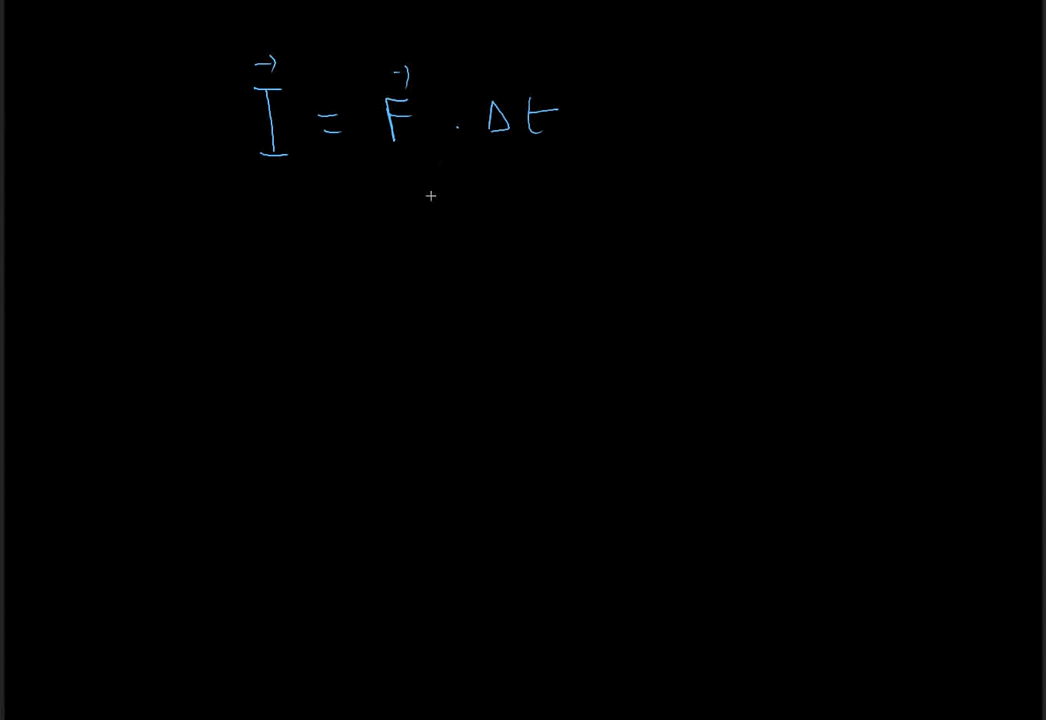 I⃗ = F⃗ . Δt